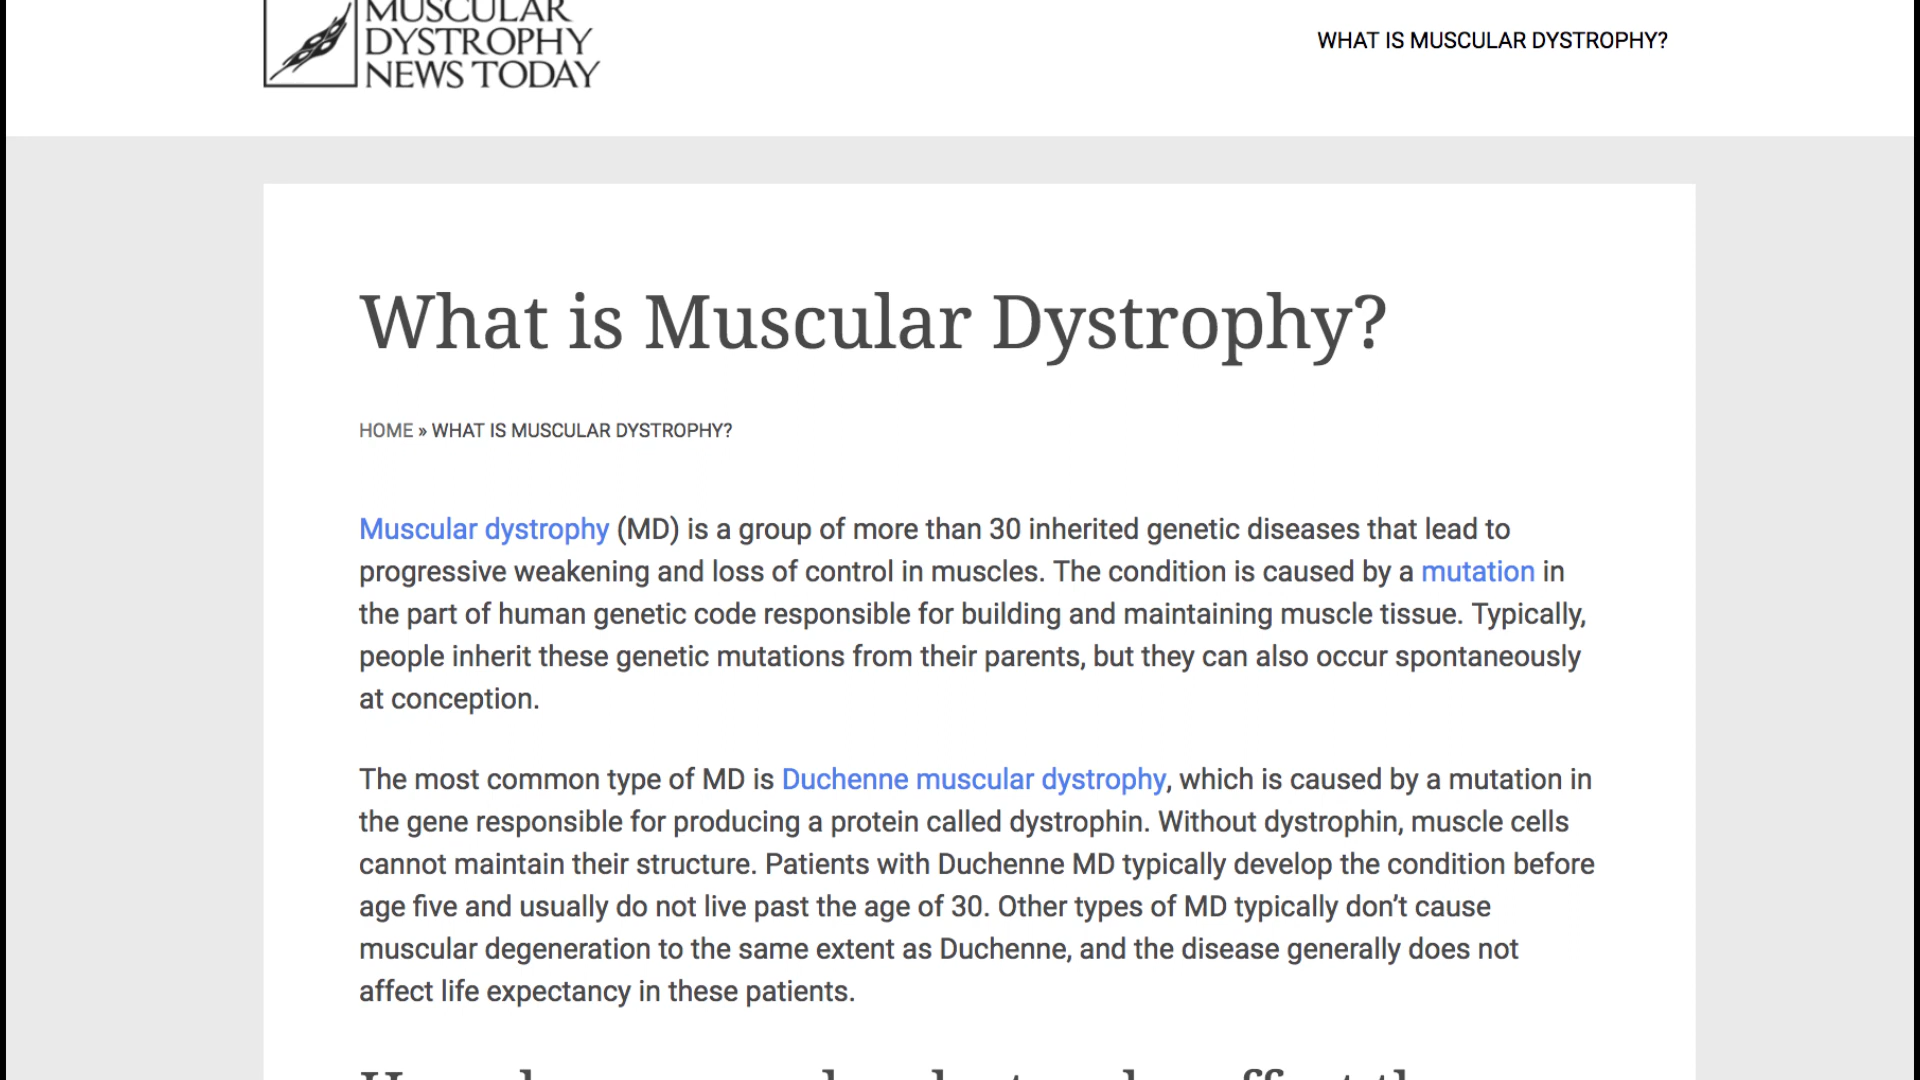 MUSCULAR
DYSTROPHY
NEWS TODAY
WHAT IS MUSCULAR DYSTROPHY?
What is Muscular Dystrophy?
HOME » WHAT IS MUSCULAR DYSTROPHY?
Muscular dystrophy (MD) is a group of more than 30 inherited genetic diseases that lead to
progressive weakening and loss of control in muscles. The condition is caused by a mutation in
the part of human genetic code responsible for building and maintaining muscle tissue. Typically,
people inherit these genetic mutations from their parents, but they can also occur spontaneously
at conception.
The most common type of MD is Duchenne muscular dystrophy, which is caused by a mutation in
the gene responsible for producing a protein called dystrophin. Without dystrophin, muscle cells
cannot maintain their structure. Patients with Duchenne MD typically develop the condition before
age five and usually do not live past the age of 30. Other types of MD typically don’t cause
muscular degeneration to the same extent as Duchenne, and the disease generally does not
affect life expectancy in these patients.